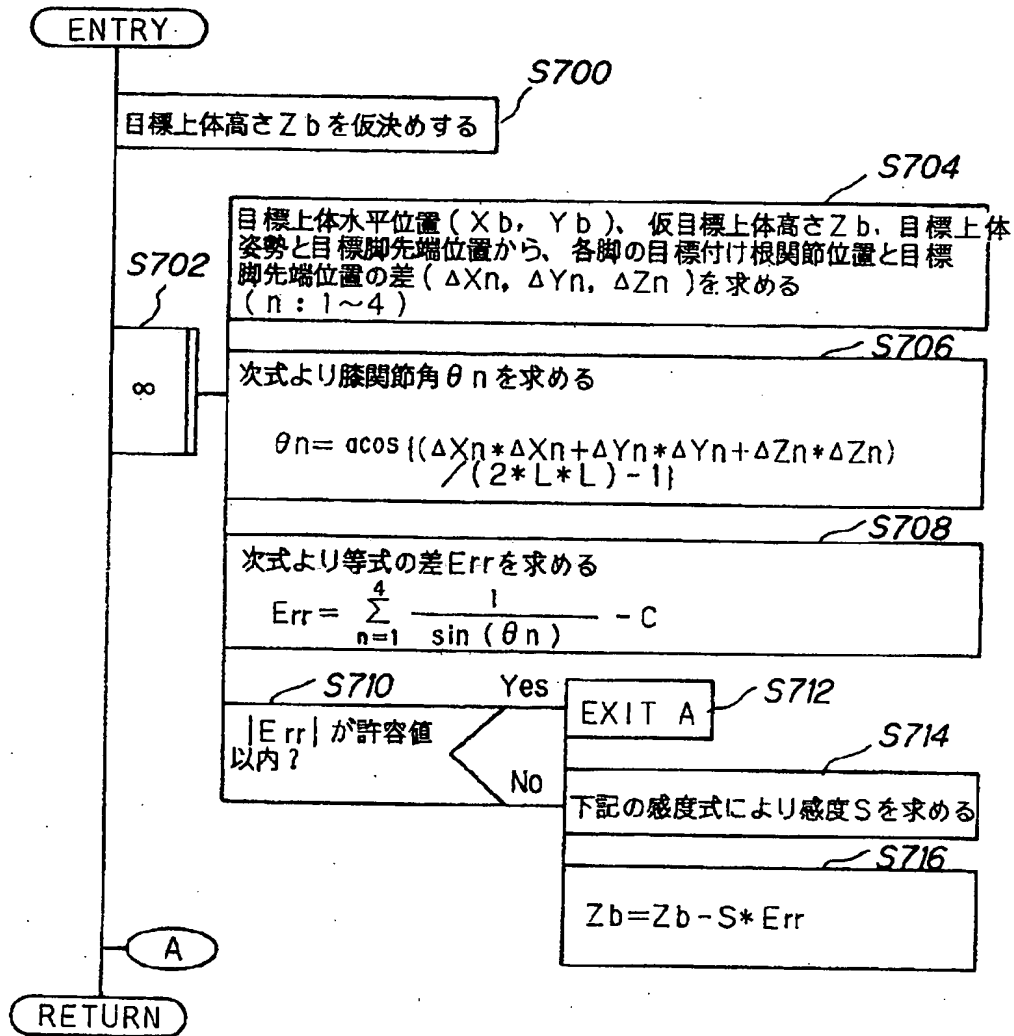 ENTRY
S700
目標上体高さZbを仮決めする
S704
目標上体水平位置(Xb, Yb)、仮目標上体高さZb, 目標上体
姿勢と目標脚先端位置から、各脚の目標付け根関節位置と目標
脚先端位置の差(ΔXn, ΔYn, ΔZn)を求める
(n:1~4)
S702
∞
S706
次式より膝関節角θnを求める
θn=acos{(ΔXn*ΔXn+ΔYn*ΔYn+ΔZn*ΔZn)
/(2*L*L)-1}
S708
次式より等式の差Errを求める
Err= 4 Σ n=1 1 / sin(θn) -C
S710
|Err|が許容値
以内?
Yes
EXIT A
S712
No
S714
下記の感度式により感度Sを求める
S716
Zb=Zb-S*Err
A
RETURN